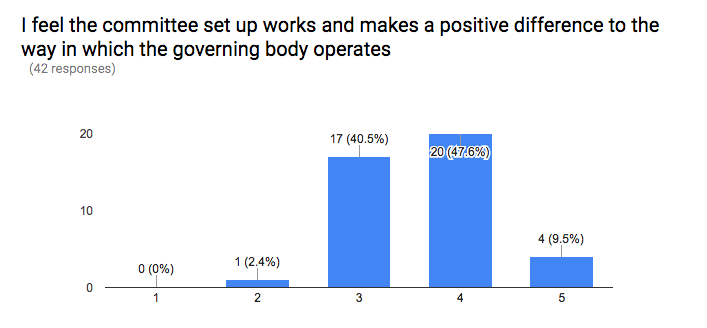 I feel the committee set up works and makes a positive difference to the
way in which the governing body operates
(42 responses)
20
17 (40.5%)
20 (47.6%)
10
4 (9.5%)
1 (2.4%)
0 (0%)
0
1 2 3 4 5